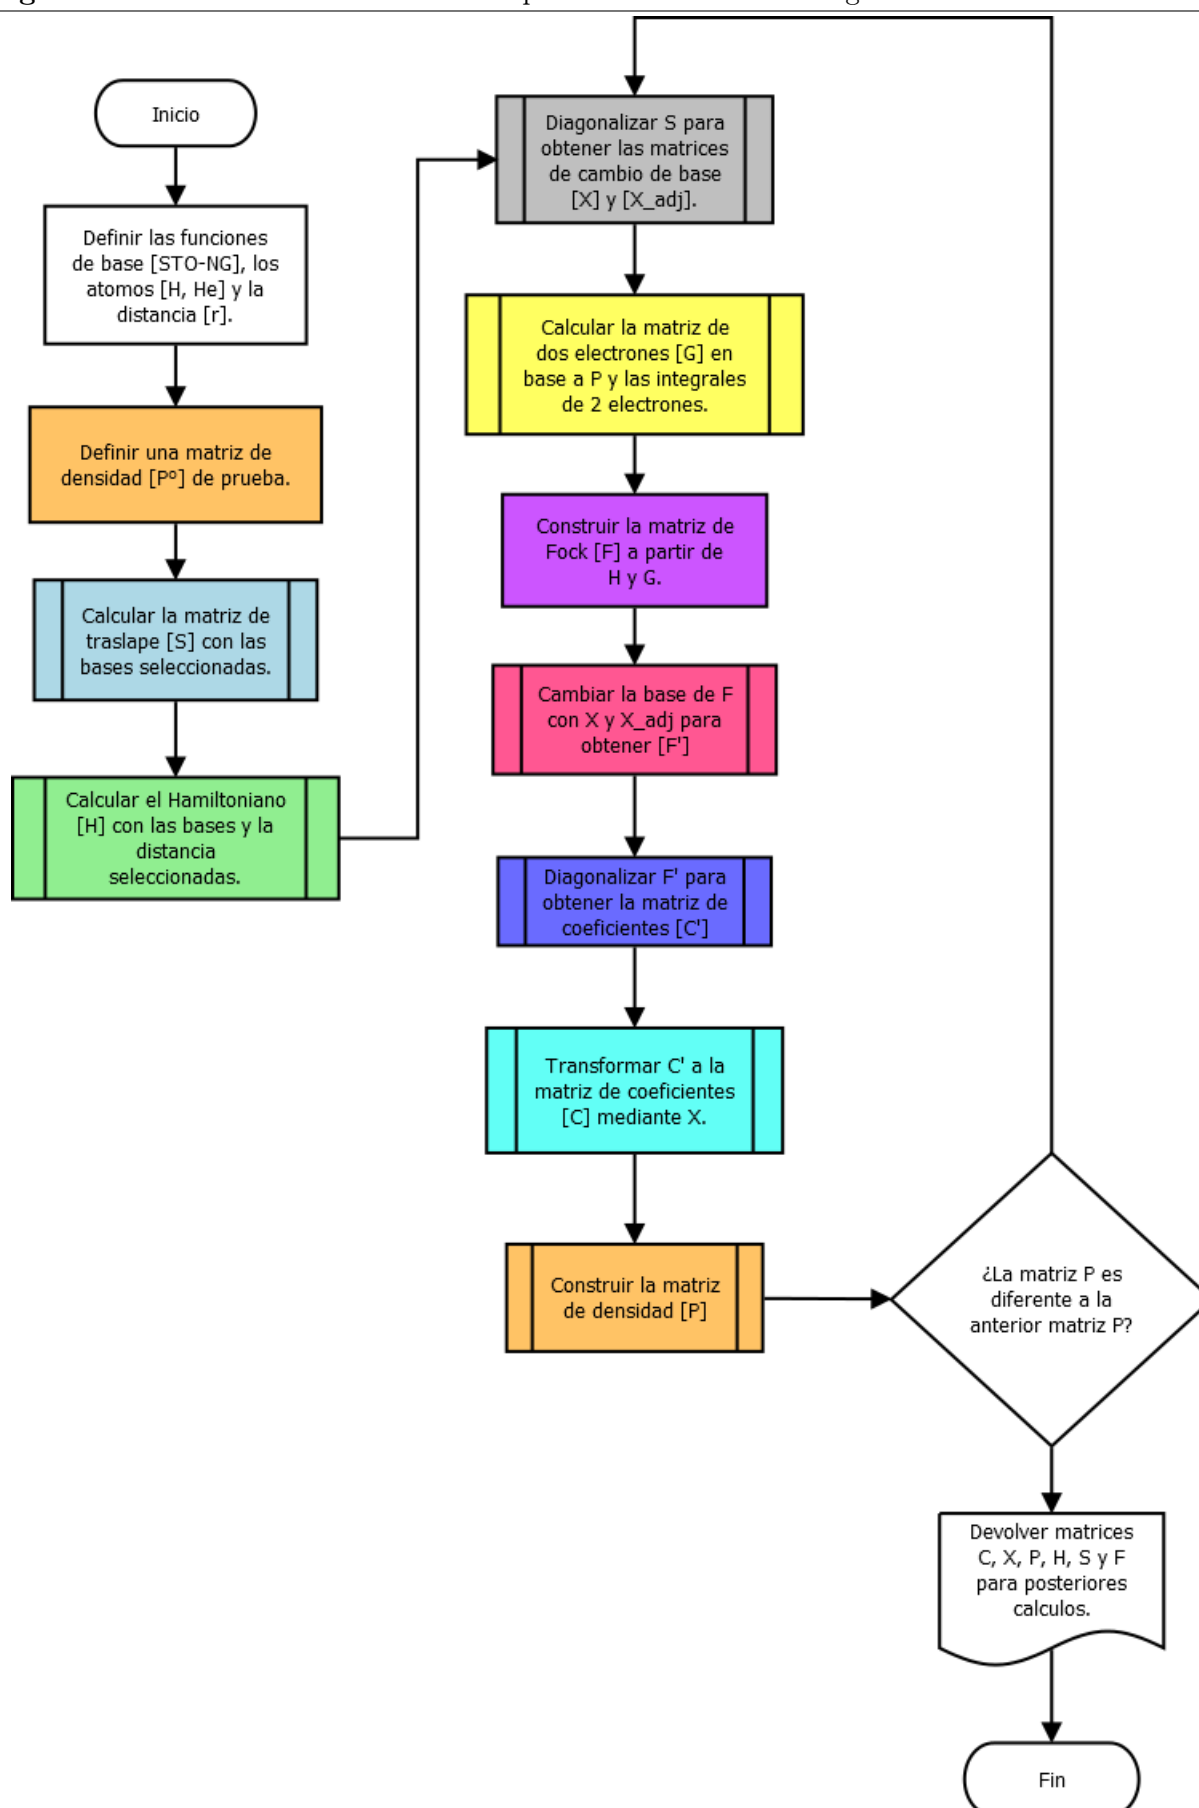 Inicio
Definir las funciones
de base [STO-NG], los
atomos [H, He] y la
distancia [r].
Definir una matriz de
densidad [Pº] de prueba.
Calcular la matriz de
traslape [S] con las
bases seleccionadas.
Calcular el Hamiltoniano
[H] con las bases y la
distancia
seleccionadas.
Diagonalizar S para
obtener las matrices
de cambio de base
[X] y [X_adj].
Calcular la matriz de
dos electrones [G] en
base a P y las integrales
de 2 electrones.
Construir la matriz de
Fock [F] a partir de
H y G.
Cambiar la base de F
con X y X_adj para
obtener [F']
Diagonalizar F' para
obtener la matriz de
coeficientes [C']
Transformar C' a la
matriz de coeficientes
[C] mediante X.
Construir la matriz
de densidad [P]
¿La matriz P es
diferente a la
anterior matriz P?
Devolver matrices
C, X, P, H, S y F
para posteriores
calculos.
Fin